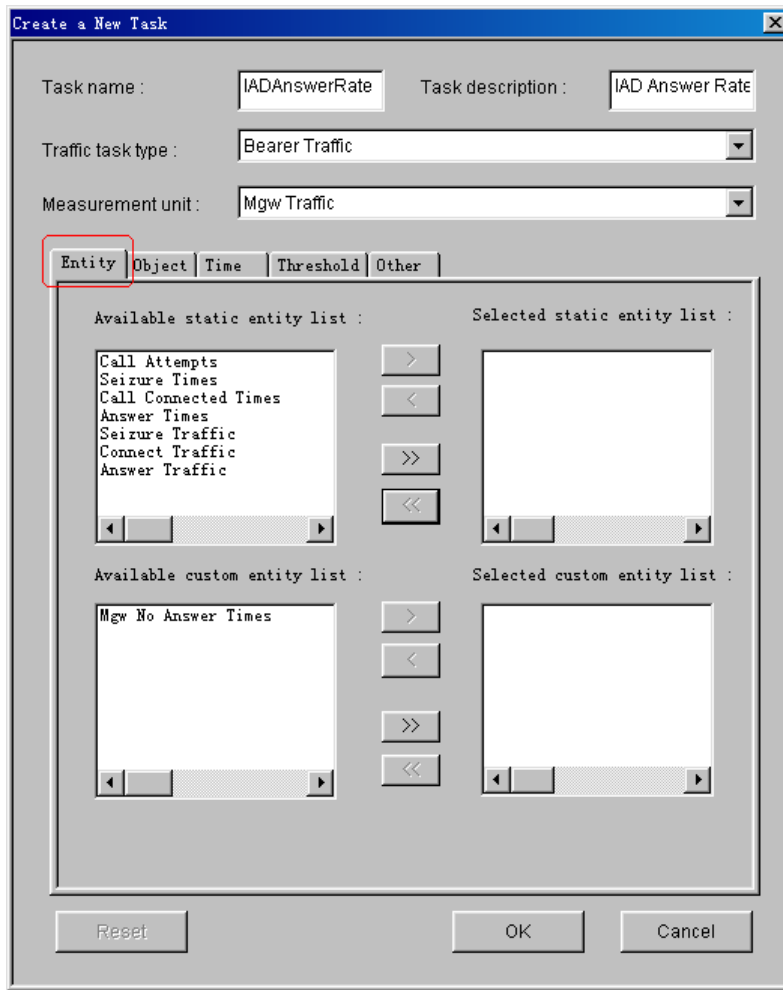 Create a New Task
Task name :
IADAnswerRate
Task description :
IAD Answer Rate
Traffic task type :
Bearer Traffic
Measurement unit :
Mgw Traffic
Entity Object Time Threshold Other
Available static entity list :
Selected static entity list :
Call Attempts
Seizure Times
Call Connected Times
Answer Times
Seizure Traffic
Connect Traffic
Answer Traffic
>
<
>>
<<
Available custom entity list :
Selected custom entity list :
Mgw No Answer Times
>
<
>>
<<
Reset
OK
Cancel